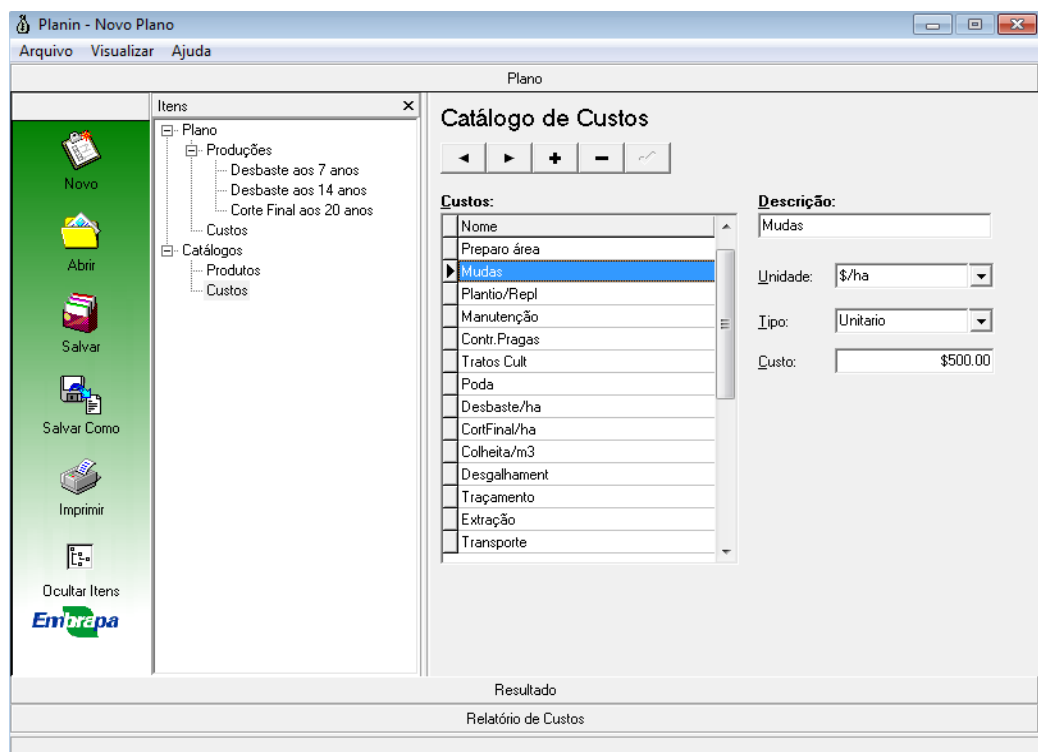 Planin - Novo Plano
Arquivo Visualizar Ajuda
Plano
Novo
Abrir
Salvar
Salvar Como
Imprimir
Ocultar Itens
Embrapa
Itens
Plano
Produções
Desbaste aos 7 anos
Desbaste aos 14 anos
Corte Final aos 20 anos
Custos
Catálogos
Produtos
Custos
Catálogo de Custos
Custos:
Nome
Preparo área
Mudas
Plantio/Repl
Manutenção
Contr.Pragas
Tratos Cult
Poda
Desbaste/ha
CortFinal/ha
Colheita/m3
Desgalhament
Traçamento
Extração
Transporte
Descrição:
Mudas
Unidade: $/ha
Tipo: Unitario
Custo: $500.00
Resultado
Relatório de Custos